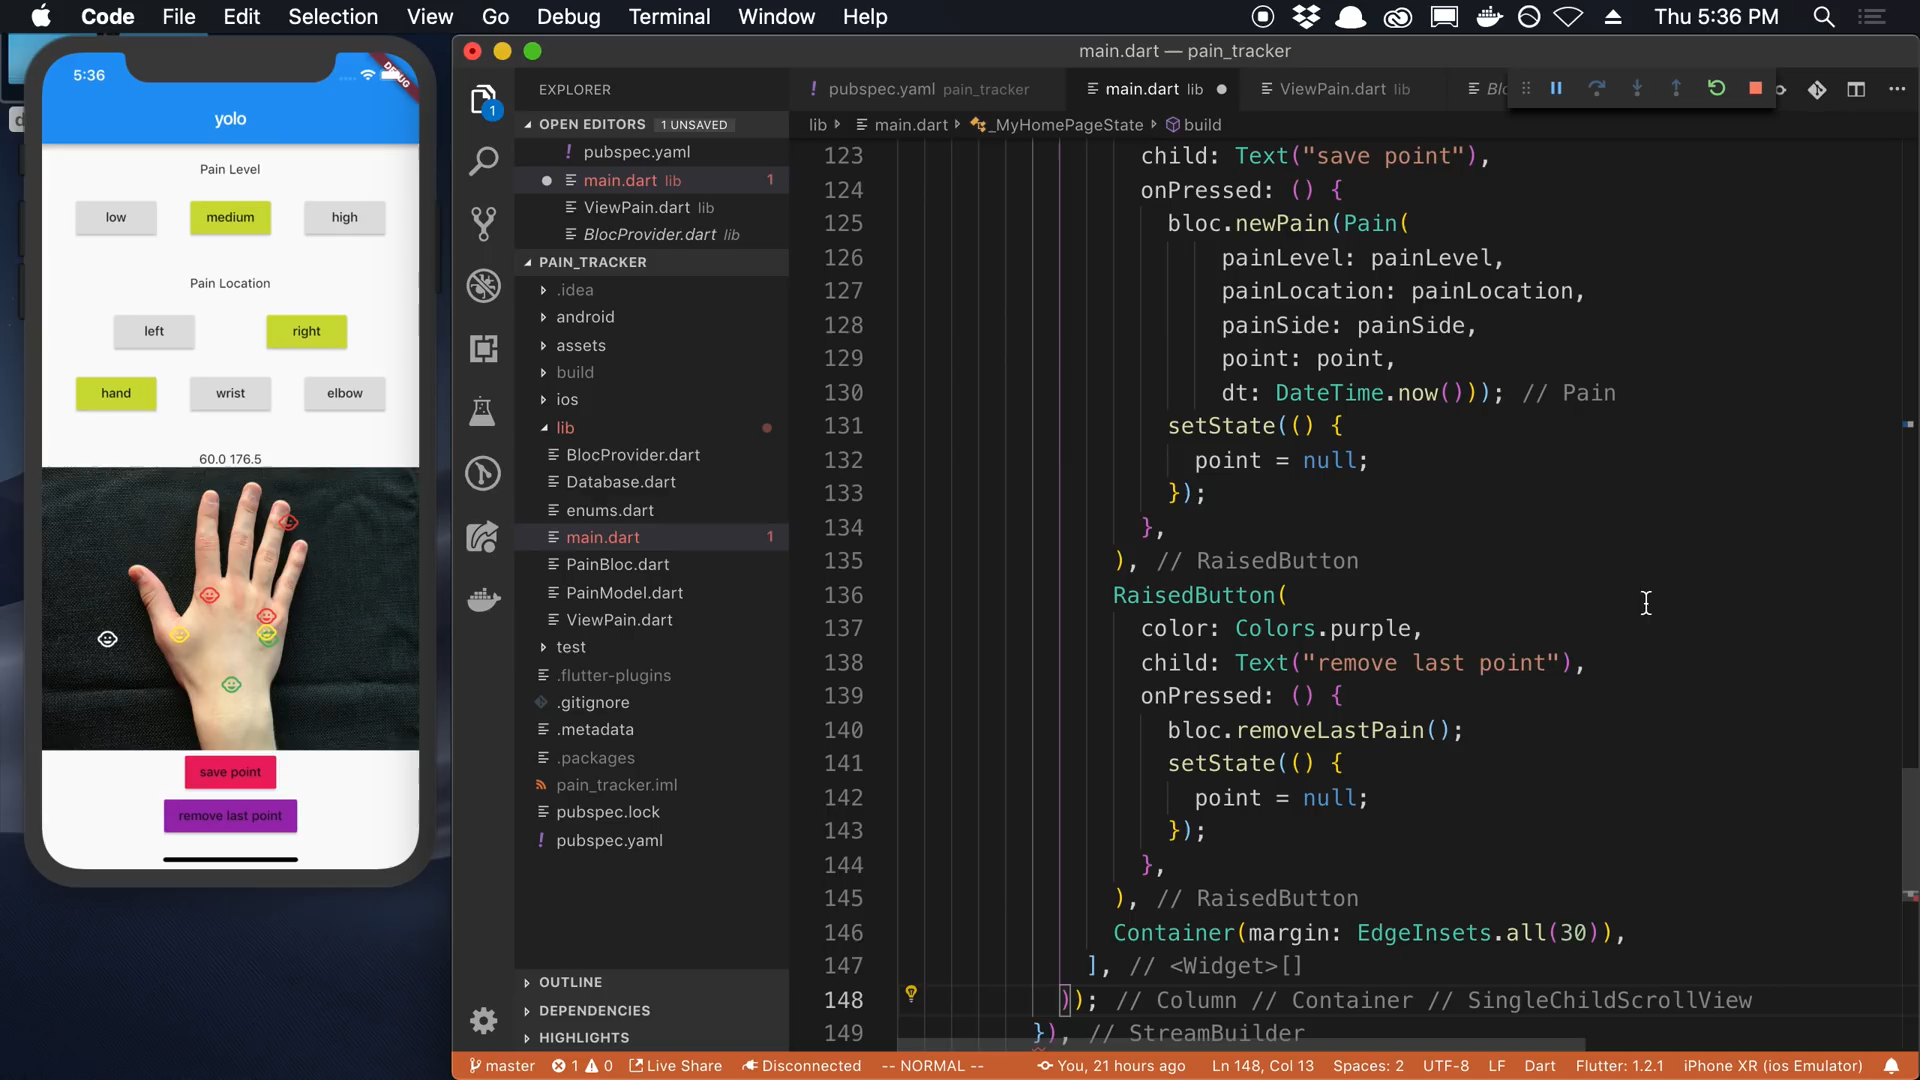 Code File Edit Selection View Go Debug Terminal Window Help Thu 5:36 PM
main.dart — pain_tracker
5:36
DEBUG
yolo
Pain Level
low medium high
Pain Location
left right
hand wrist elbow
60.0 176.5
save point
remove last point
1
EXPLORER
OPEN EDITORS 1 UNSAVED
! pubspec.yaml
main.dart lib 1
ViewPain.dart lib
BlocProvider.dart lib
PAIN_TRACKER
.idea
android
assets
build
ios
lib
BlocProvider.dart
Database.dart
enums.dart
main.dart 1
PainBloc.dart
PainModel.dart
ViewPain.dart
test
.flutter-plugins
.gitignore
.metadata
.packages
pain_tracker.iml
pubspec.lock
! pubspec.yaml
OUTLINE
DEPENDENCIES
HIGHLIGHTS
! pubspec.yaml pain_tracker main.dart lib ViewPain.dart lib Blo
lib main.dart _MyHomePageState build
123 child: Text("save point"),
124 onPressed: () {
125 bloc.newPain(Pain(
126 painLevel: painLevel,
127 painLocation: painLocation,
128 painSide: painSide,
129 point: point,
130 dt: DateTime.now())); // Pain
131 setState(() {
132 point = null;
133 });
134 },
135 ), // RaisedButton
136 RaisedButton(
137 color: Colors.purple,
138 child: Text("remove last point"),
139 onPressed: () {
140 bloc.removeLastPain();
141 setState(() {
142 point = null;
143 });
144 },
145 ), // RaisedButton
146 Container(margin: EdgeInsets.all(30)),
147 ], // <Widget>[]
148 )); // Column // Container // SingleChildScrollView
149 }), // StreamBuilder
master 1 0 Live Share Disconnected -- NORMAL -- You, 21 hours ago Ln 148, Col 13 Spaces: 2 UTF-8 LF Dart Flutter: 1.2.1 iPhone XR (ios Emulator)